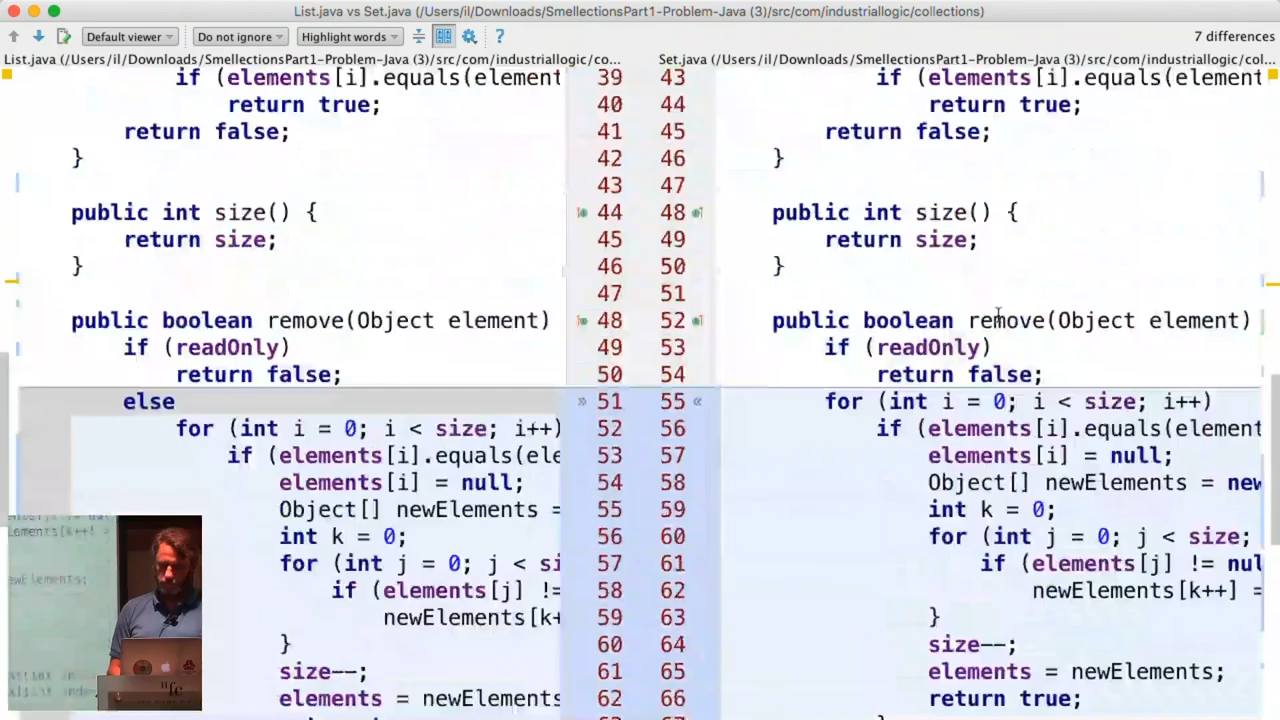 List.java vs Set.java (/Users/il/Downloads/SmellectionsPart1-Problem-Java (3)/src/com/industriallogic/collections)
Default viewer
Do not ignore
Highlight words
?
7 differences
List.java (/Users/il/Downloads/SmellectionsPart1-Problem-Java (3)/src/com/industriallogic/co...
Set.java (/Users/il/Downloads/SmellectionsPart1-Problem-Java (3)/src/com/industriallogic/col...
if (elements[i].equals(element 39 43 if (elements[i].equals(element
return true; 40 44 return true;
return false; 41 45 return false;
} 42 46 }
43 47
public int size() { 44 48 public int size() {
return size; 45 49 return size;
} 46 50 }
47 51
public boolean remove(Object element) 48 52 public boolean remove(Object element)
if (readOnly) 49 53 if (readOnly)
return false; 50 54 return false;
else » 51 55 « for (int i = 0; i < size; i++)
for (int i = 0; i < size; i++) 52 56 if (elements[i].equals(element
if (elements[i].equals(ele 53 57 elements[i] = null;
elements[i] = null; 54 58 Object[] newElements = new
Object[] newElements = 55 59 int k = 0;
int k = 0; 56 60 for (int j = 0; j < size;
for (int j = 0; j < si 57 61 if (elements[j] != nul
if (elements[j] != 58 62 newElements[k++] =
newElements[k+ 59 63 }
} 60 64 size--;
size--; 61 65 elements = newElements;
elements = newElements 62 66 return true;